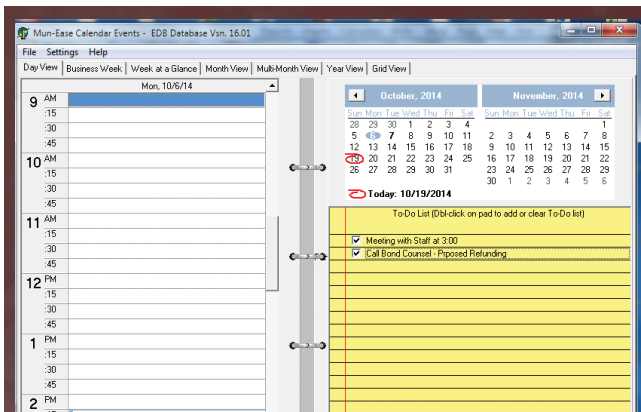 Mun-Ease Calendar Events - EDB Database Vsn. 16.01
File Settings Help
Day View Business Week Week at a Glance Month View Multi-Month View Year View Grid View
Mon, 10/6/14
9 AM
:15
:30
:45
10 AM
:15
:30
:45
11 AM
:15
:30
:45
12 PM
:15
:30
:45
1 PM
:15
:30
:45
2 PM
October, 2014
Sun Mon Tue Wed Thu Fri Sat
28 29 30 1 2 3 4
5 6 7 8 9 10 11
12 13 14 15 16 17 18
19 20 21 22 23 24 25
26 27 28 29 30 31
November, 2014
Sun Mon Tue Wed Thu Fri Sat
1
2 3 4 5 6 7 8
9 10 11 12 13 14 15
16 17 18 19 20 21 22
23 24 25 26 27 28 29
30 1 2 3 4 5 6
Today: 10/19/2014
To-Do List (Dbl-click on pad to add or clear To-Do list)
Meeting with Staff at 3:00
Call Bond Counsel - Prposed Refunding